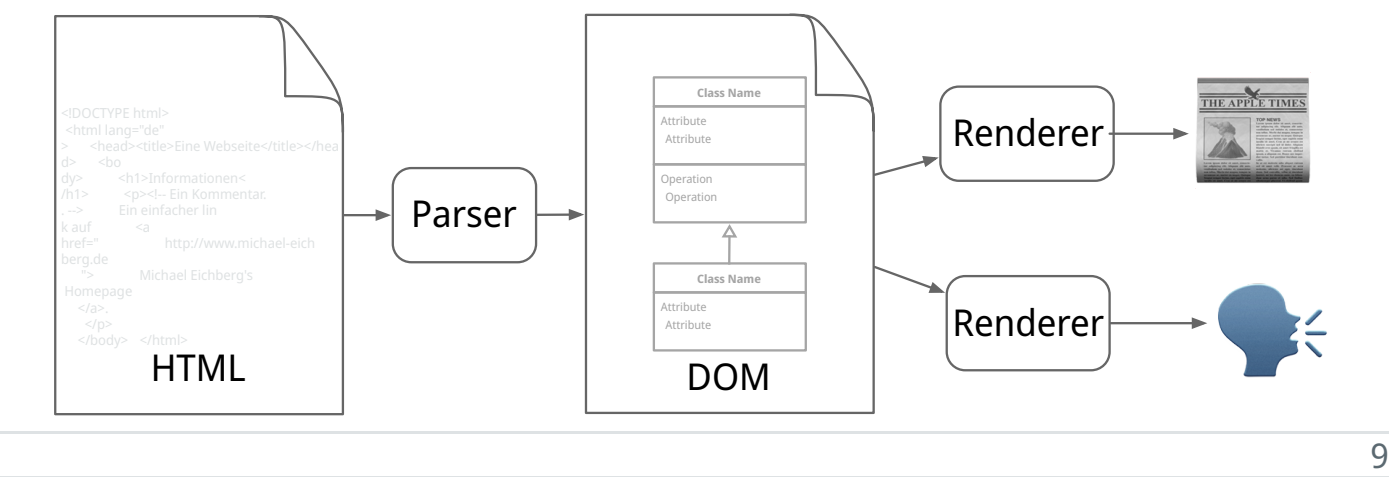 <!DOCTYPE html>
<html lang="de"
> <head><title>Eine Webseite</title></hea
d> <bo
dy> <h1>Informationen<
/h1> <p><!-- Ein Kommentar.
. --> Ein einfacher lin
k auf <a
href=" http://www.michael-eich
berg.de
"> Michael Eichberg's
Homepage
</a>.
</p>
</body> </html>
HTML
Parser
Class Name
Attribute
Attribute
Operation
Operation
Class Name
Attribute
Attribute
DOM
Renderer
THE APPLE TIMES
TOP NEWS
Renderer
9